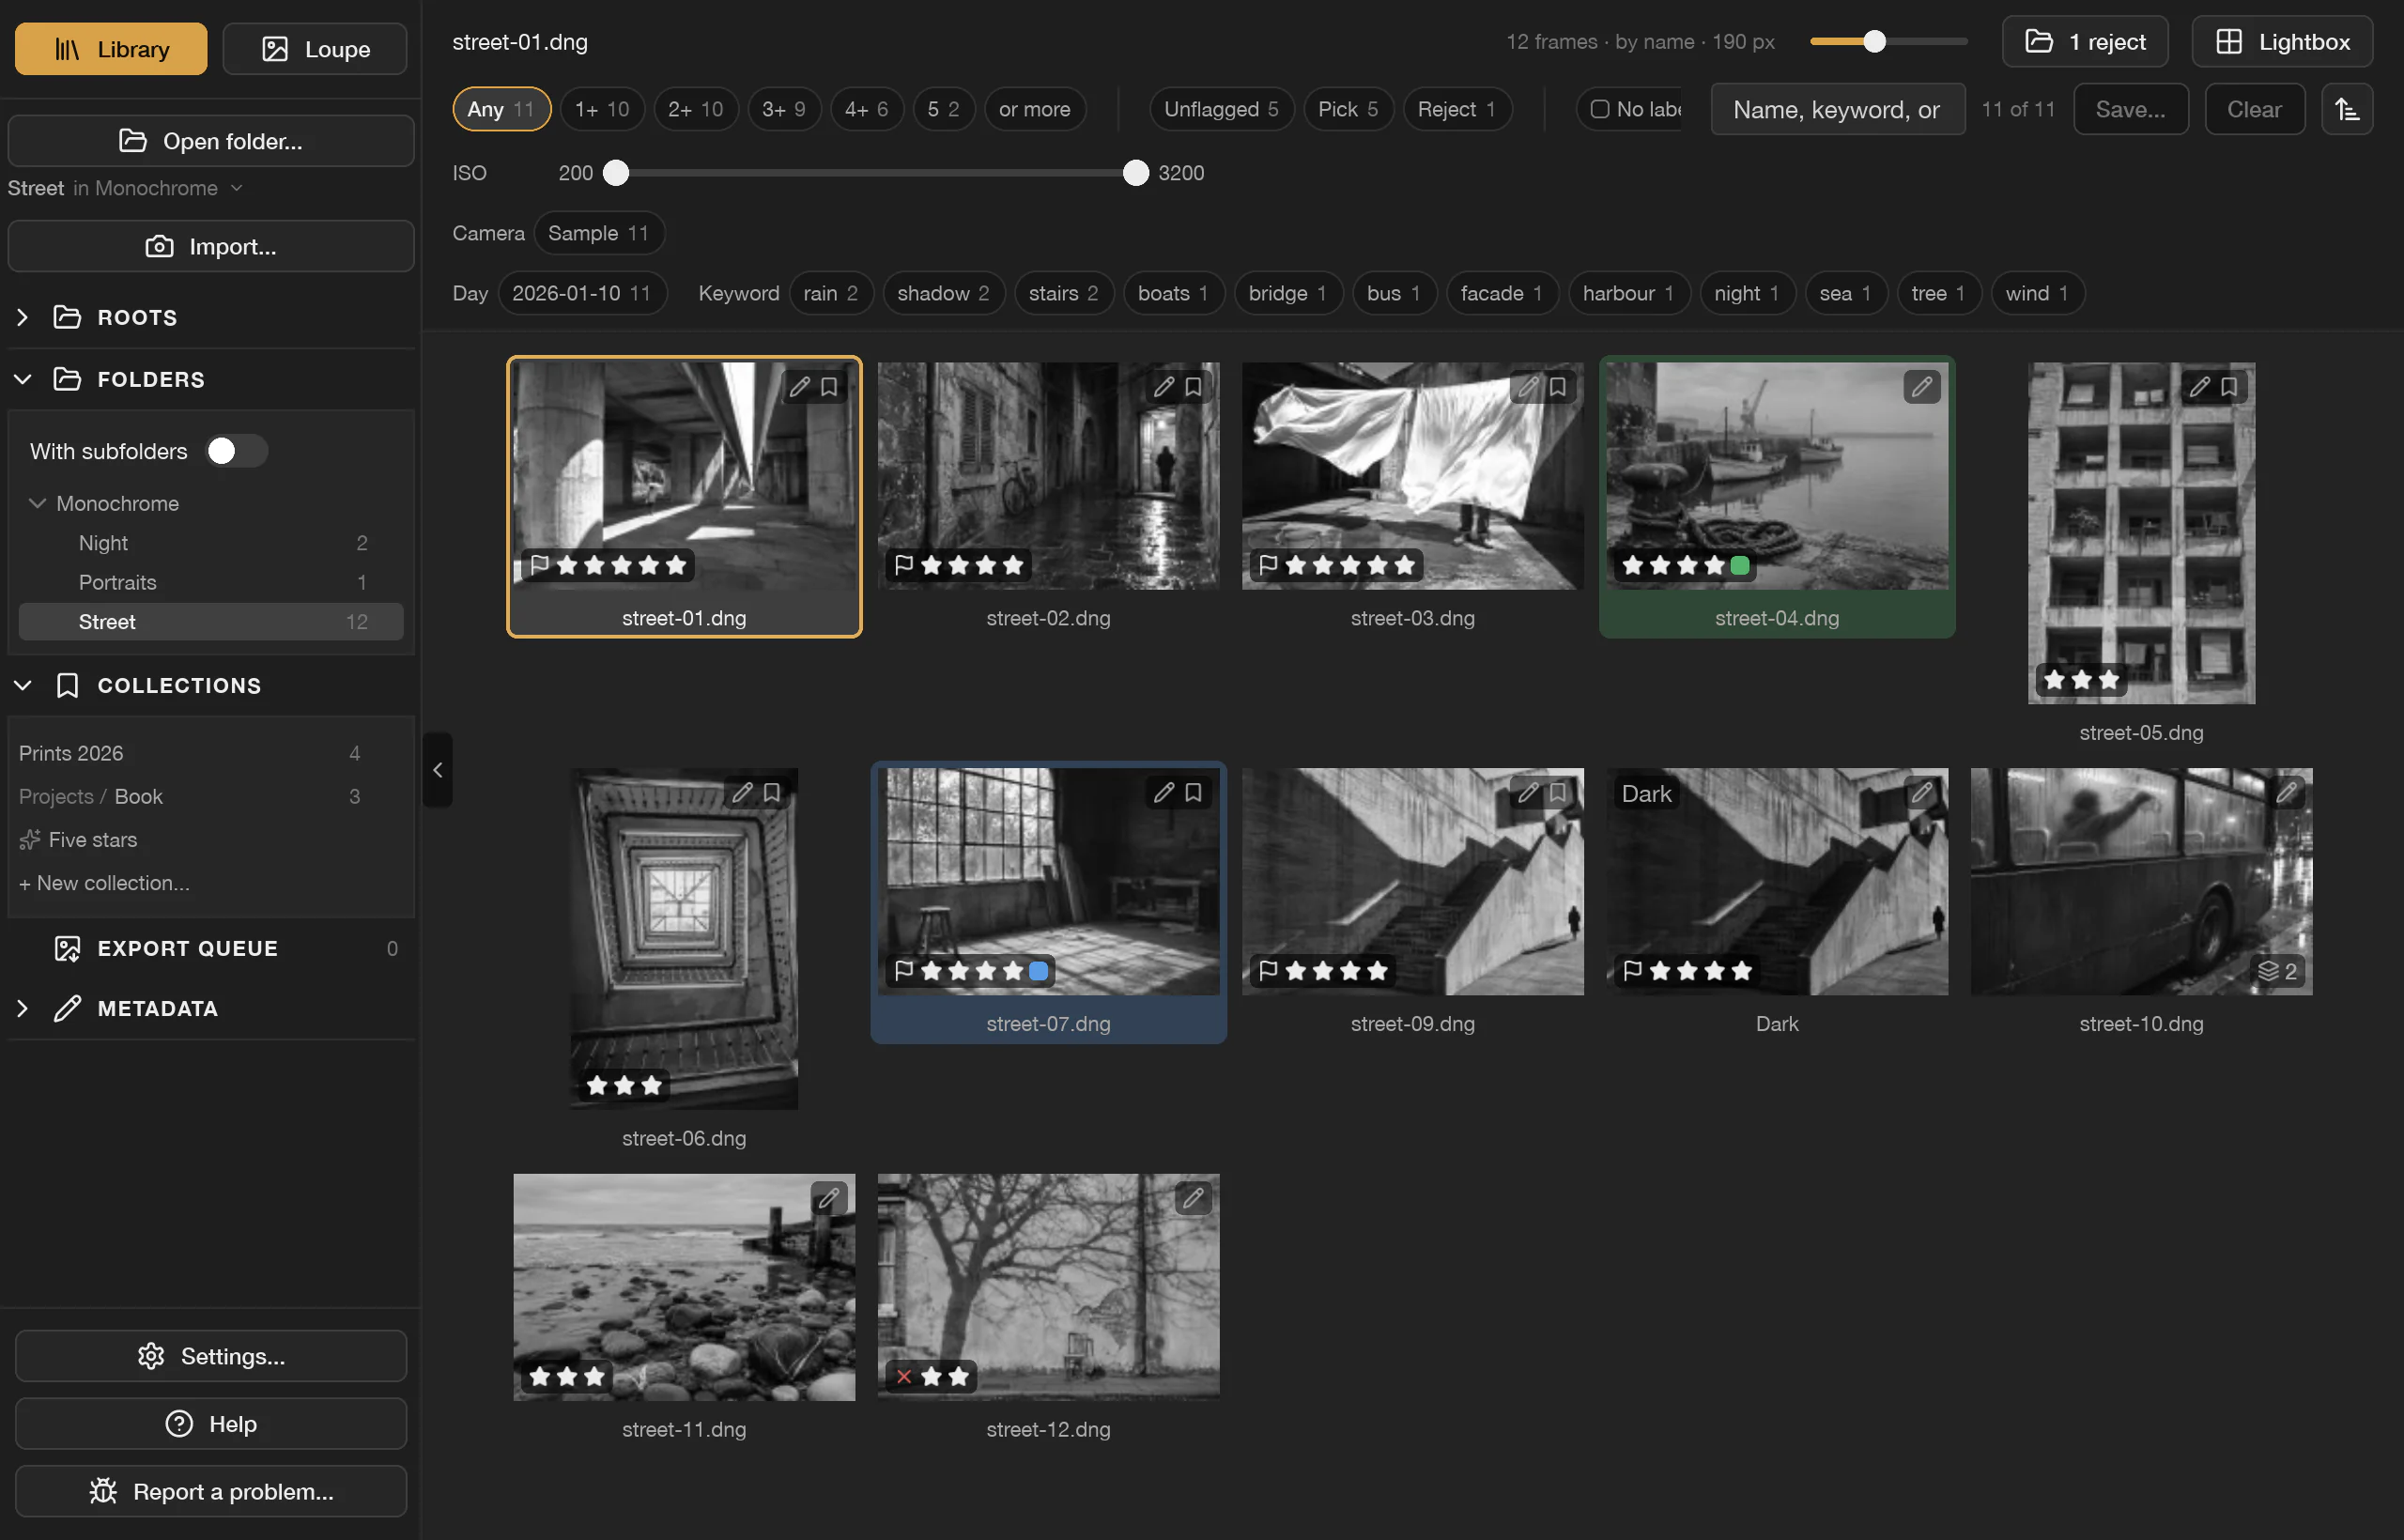 Library
Loupe
street-01.dng
12 frames · by name · 190 px
1 reject
Lightbox
Any 11
1+ 10
2+ 10
3+ 9
4+ 6
5 2
or more
Unflagged 5
Pick 5
Reject 1
No labe
Name, keyword, or
11 of 11
Save...
Clear
Open folder...
Street in Monochrome
Import...
ISO 200 3200
Camera Sample 11
Day 2026-01-10 11
Keyword rain 2 shadow 2 stairs 2 boats 1 bridge 1 bus 1 facade 1 harbour 1 night 1 sea 1 tree 1 wind 1
ROOTS
FOLDERS
With subfolders
Monochrome
Night 2
Portraits 1
Street 12
COLLECTIONS
Prints 2026 4
Projects / Book 3
Five stars
+ New collection...
EXPORT QUEUE 0
METADATA
Settings...
Help
Report a problem...
street-01.dng
street-02.dng
street-03.dng
street-04.dng
street-05.dng
street-06.dng
street-07.dng
street-09.dng
Dark
Dark
2
street-10.dng
street-11.dng
street-12.dng